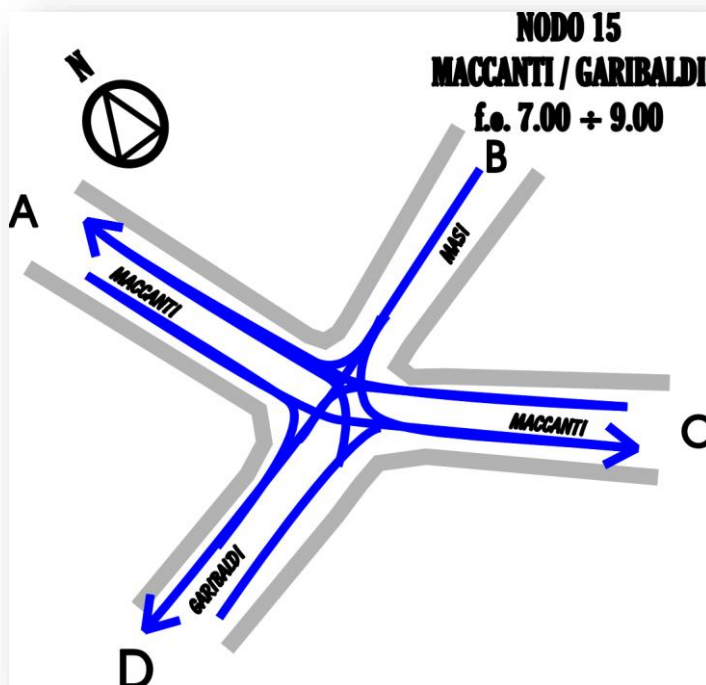 NODO 15
MACCANTI / GARIBALDI
f.o. 7.00 ÷ 9.00
N
B
A
MASI
MACCANTI
MACCANTI
C
GARIBALDI
D